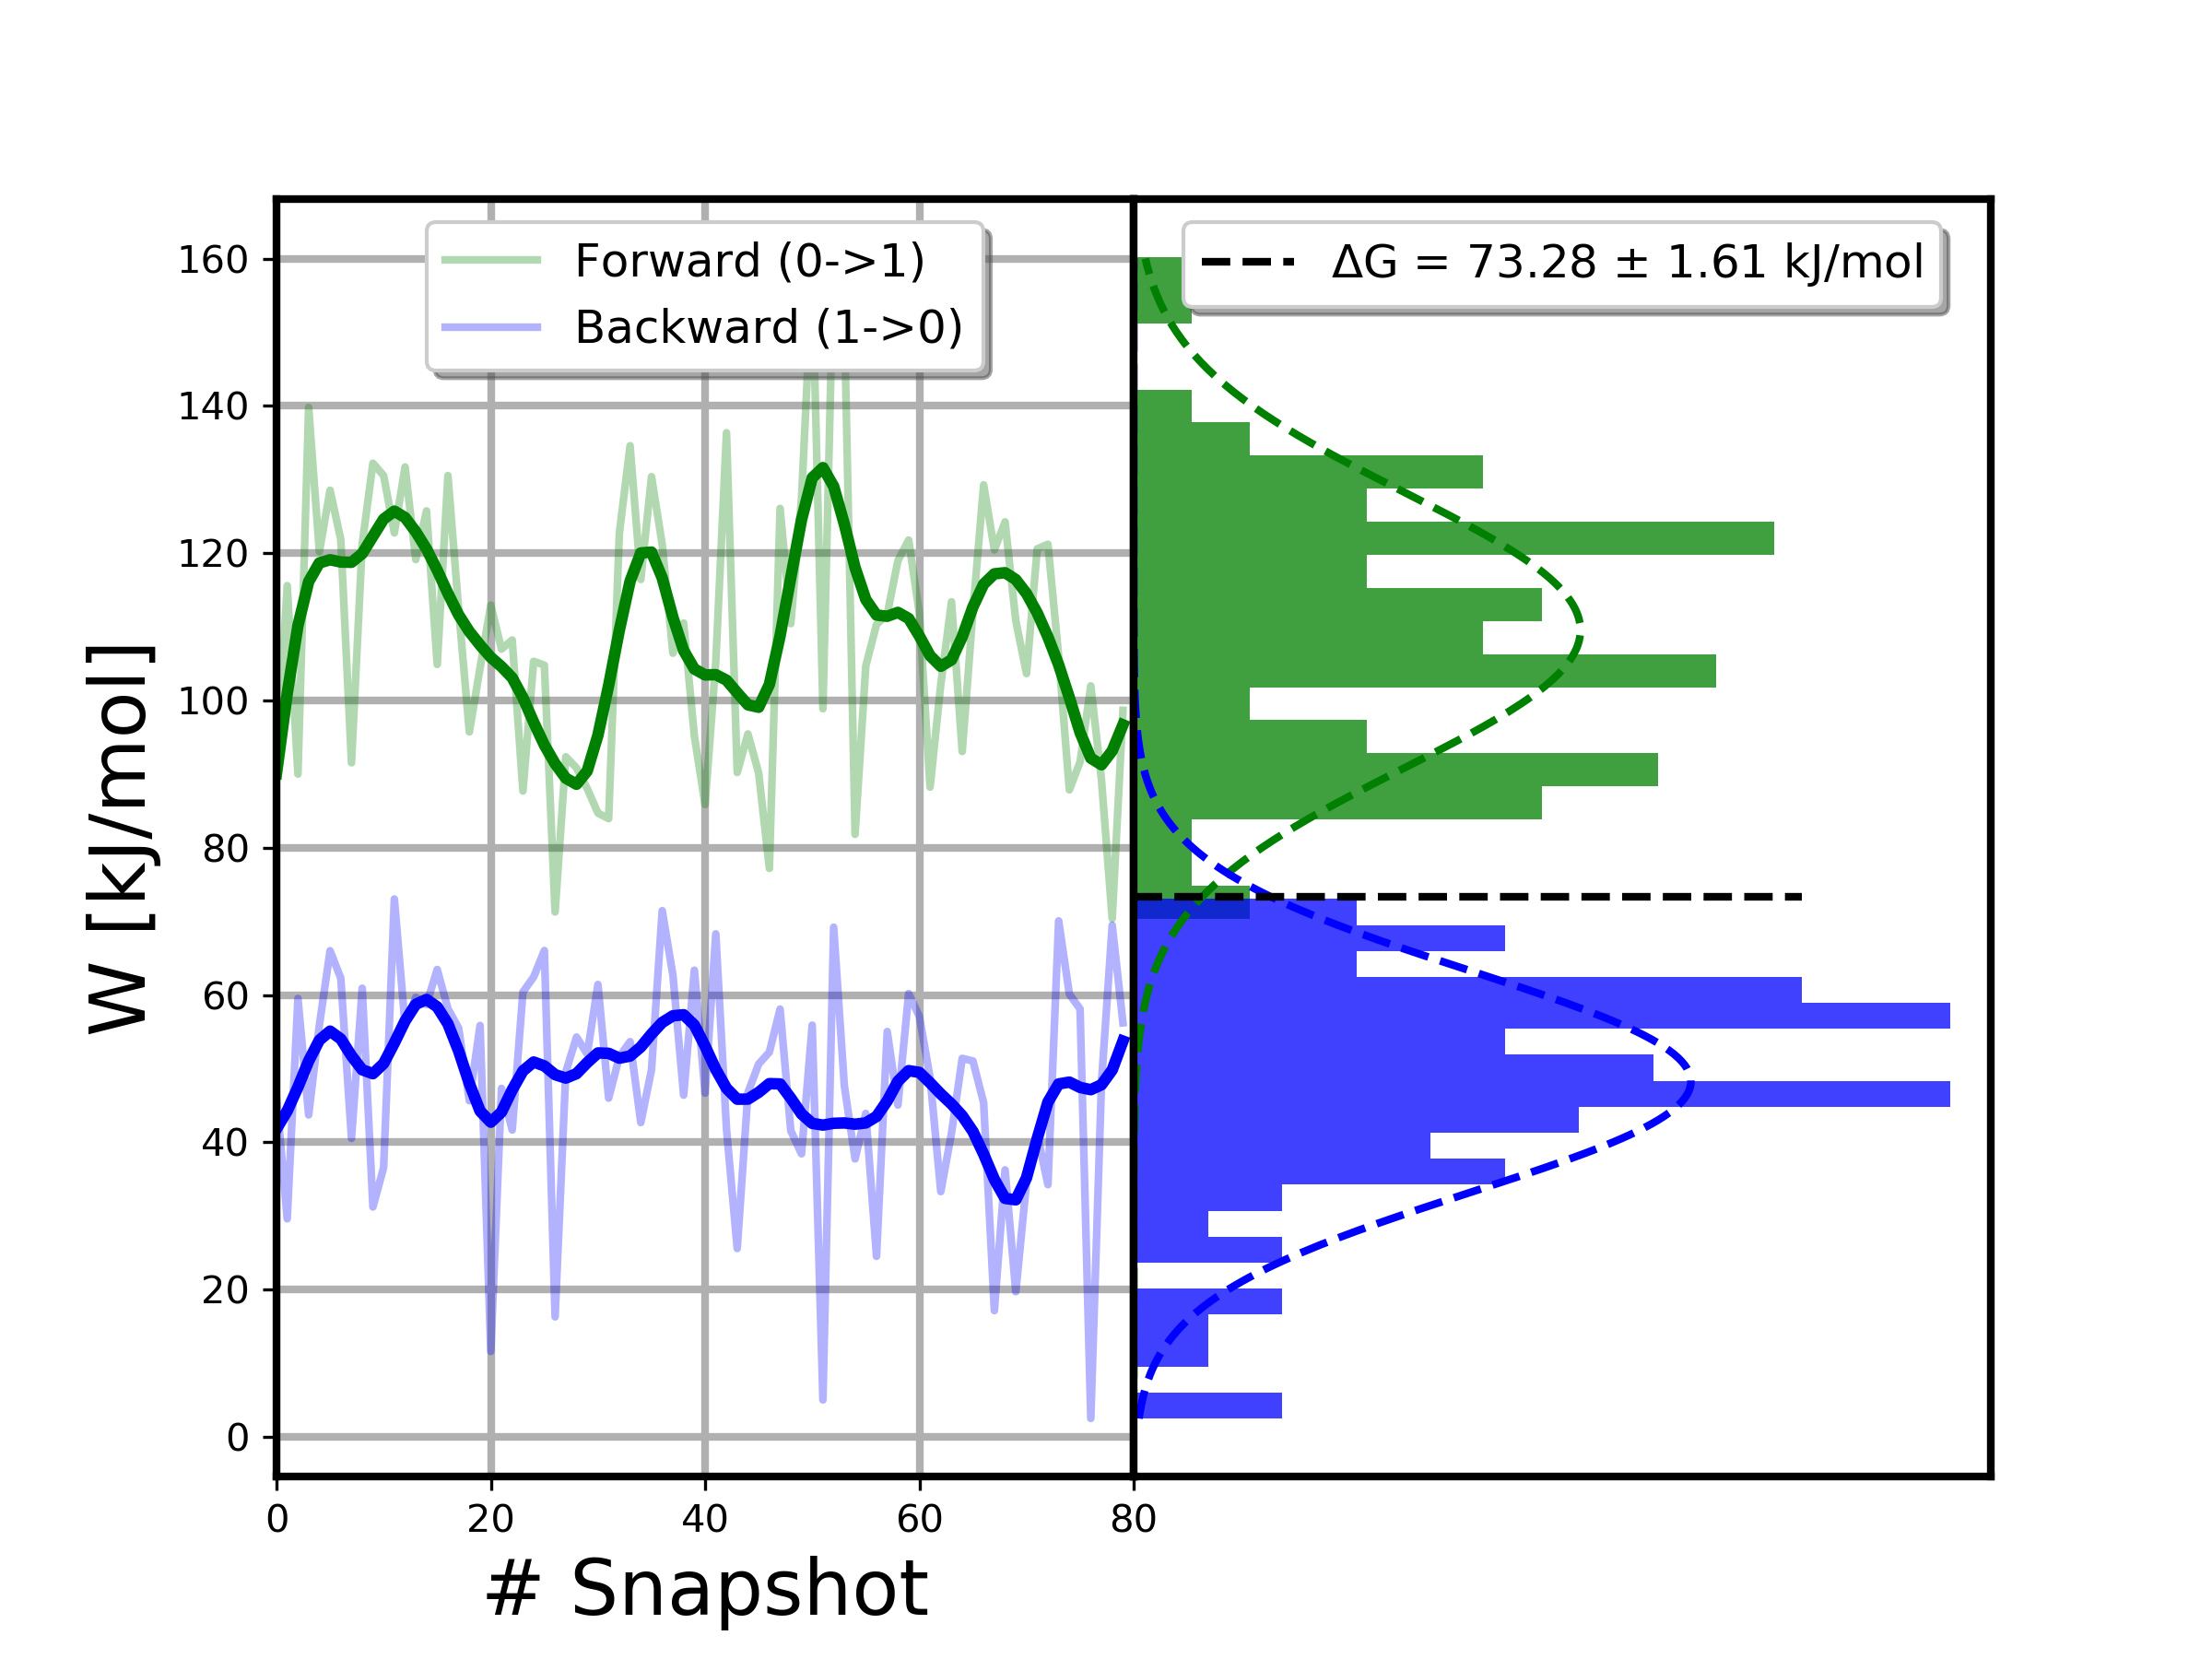 Forward (0->1)
Backward (1->0)
ΔG = 73.28 ± 1.61 kJ/mol
160
140
120
100
80
60
40
20
0
W [kJ/mol]
0 20 40 60 80
# Snapshot